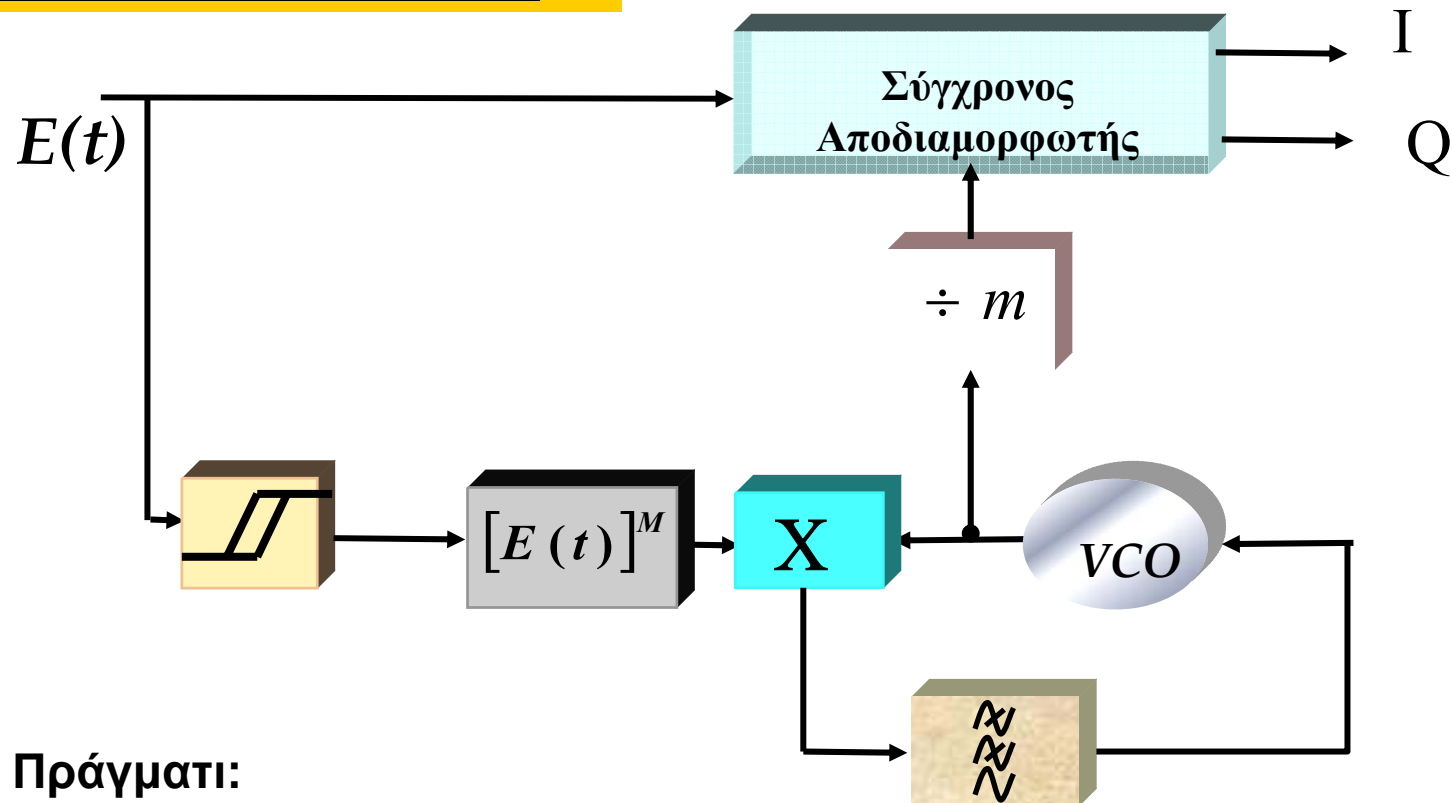 I
Σύγχρονος
Αποδιαμορφωτής
E(t)
Q
÷ m
[E (t)]^M
X
VCO
Πράγματι: